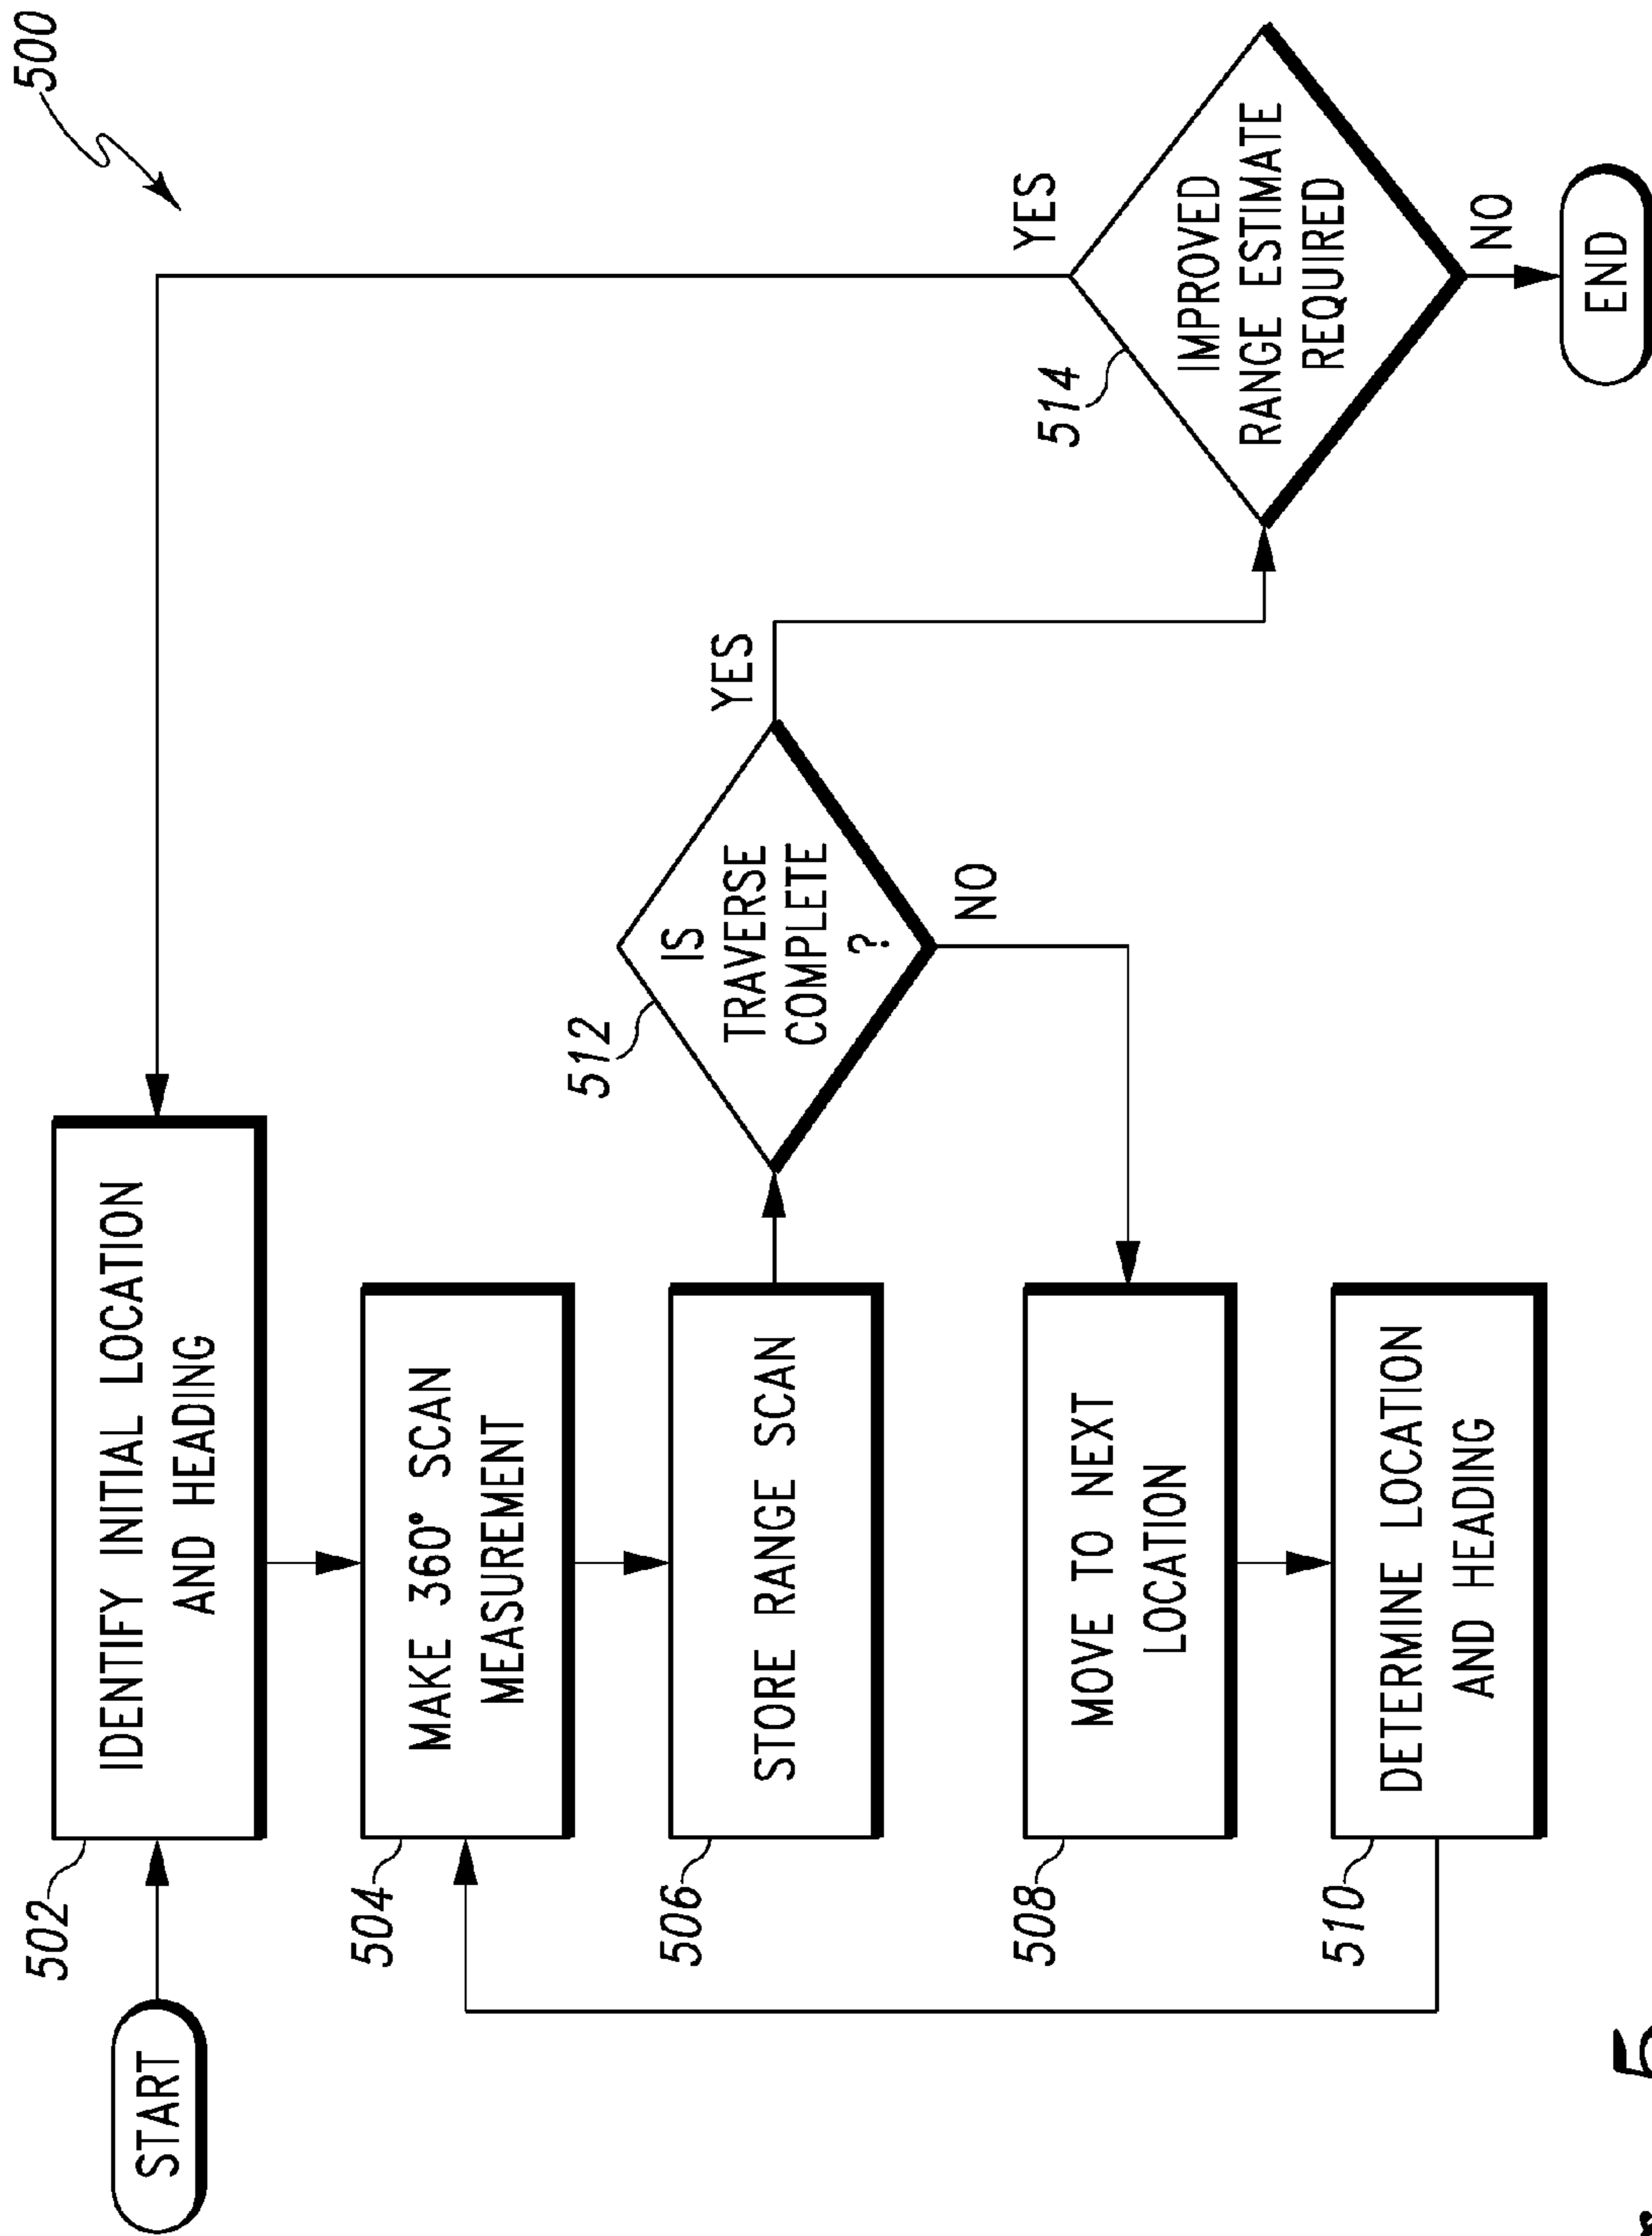 500
START
502
IDENTIFY INITIAL LOCATION
AND HEADING
504
MAKE 360° SCAN
MEASUREMENT
506
STORE RANGE SCAN
512
IS
TRAVERSE
COMPLETE
?
YES
NO
508
MOVE TO NEXT
LOCATION
510
DETERMINE LOCATION
AND HEADING
514
IMPROVED
RANGE ESTIMATE
REQUIRED
YES
NO
END
5